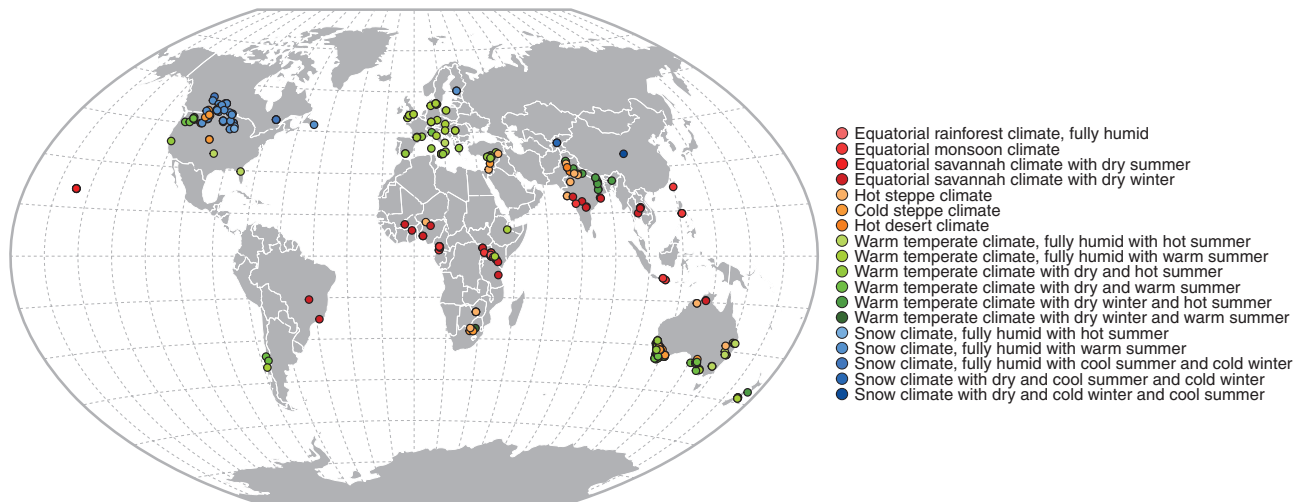 Equatorial rainforest climate, fully humid
Equatorial monsoon climate
Equatorial savannah climate with dry summer
Equatorial savannah climate with dry winter
Hot steppe climate
Cold steppe climate
Hot desert climate
Warm temperate climate, fully humid with hot summer
Warm temperate climate, fully humid with warm summer
Warm temperate climate with dry and hot summer
Warm temperate climate with dry and warm summer
Warm temperate climate with dry winter and hot summer
Warm temperate climate with dry winter and warm summer
Snow climate, fully humid with hot summer
Snow climate, fully humid with warm summer
Snow climate, fully humid with cool summer and cold winter
Snow climate with dry and cool summer and cold winter
Snow climate with dry and cold winter and cool summer